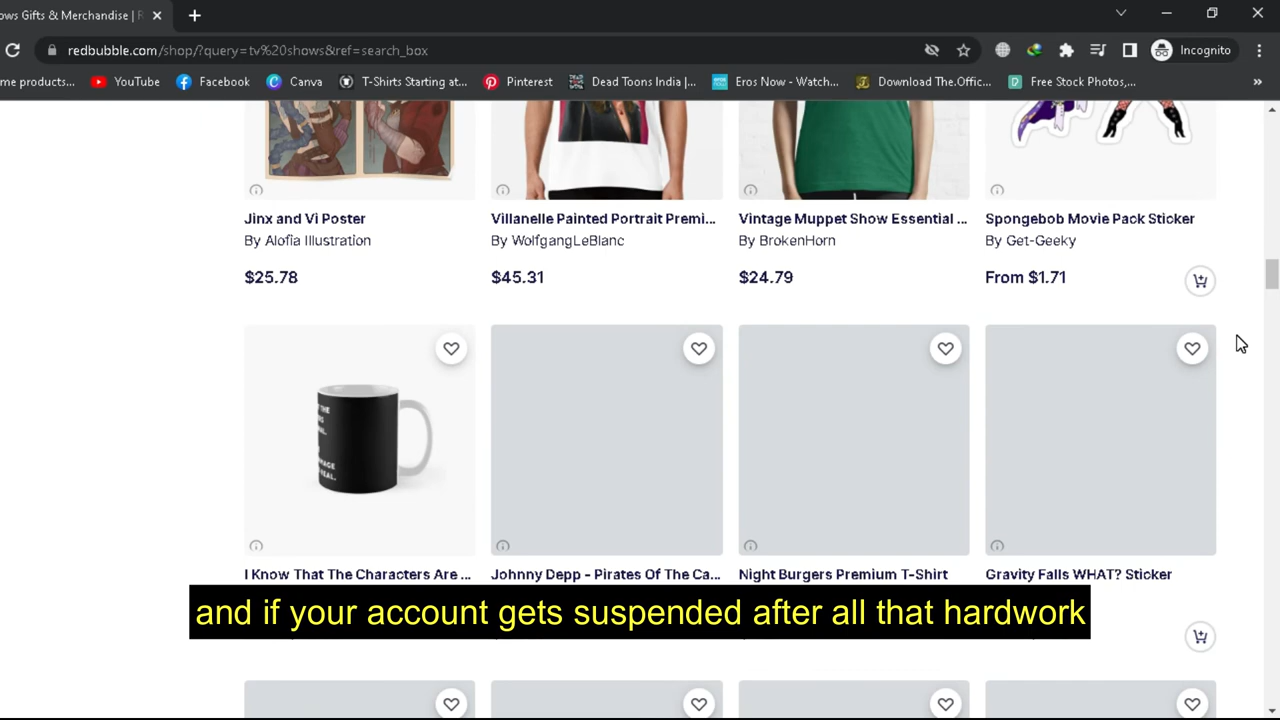 ows Gifts & Merchandise | R
redbubble.com/shop/?query=tv%20shows&ref=search_box
Incognito
me produc...
YouTube
Facebook
Canva
T-Shirts Starting at...
Pinterest
Dead Toons India |...
Eros Now - Watch...
Download The.Offic...
Free Stock Photos,...
»
Jinx and Vi Poster
By Alofia Illustration
$25.78
Villanelle Painted Portrait Premi...
By WolfgangLeBlanc
$45.31
Vintage Muppet Show Essential ...
By BrokenHorn
$24.79
Spongebob Movie Pack Sticker
By Get-Geeky
From $1.71
I Know That The Characters Are ...
Johnny Depp - Pirates Of The Ca...
Night Burgers Premium T-Shirt
Gravity Falls WHAT? Sticker
and if your account gets suspended after all that hardwork